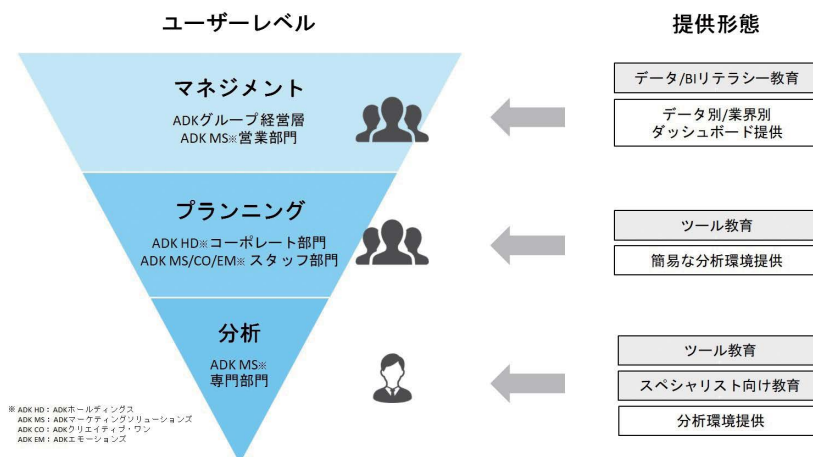 ユーザーレベル
提供形態
マネジメント
ADKグループ経営層
ADK MS※営業部門
データ/BIリテラシー教育
データ別/業界別
ダッシュボード提供
プランニング
ADK HD※コーポレート部門
ADK MS/CO/EM※ スタッフ部門
ツール教育
簡易な分析環境提供
分析
ADK MS※
専門部門
ツール教育
スペシャリスト向け教育
分析環境提供
※ ADK HD：ADKホールディングス
ADK MS：ADKマーケティングソリューションズ
ADK CO：ADKクリエイティブ・ワン
ADK EM：ADKエモーションズ